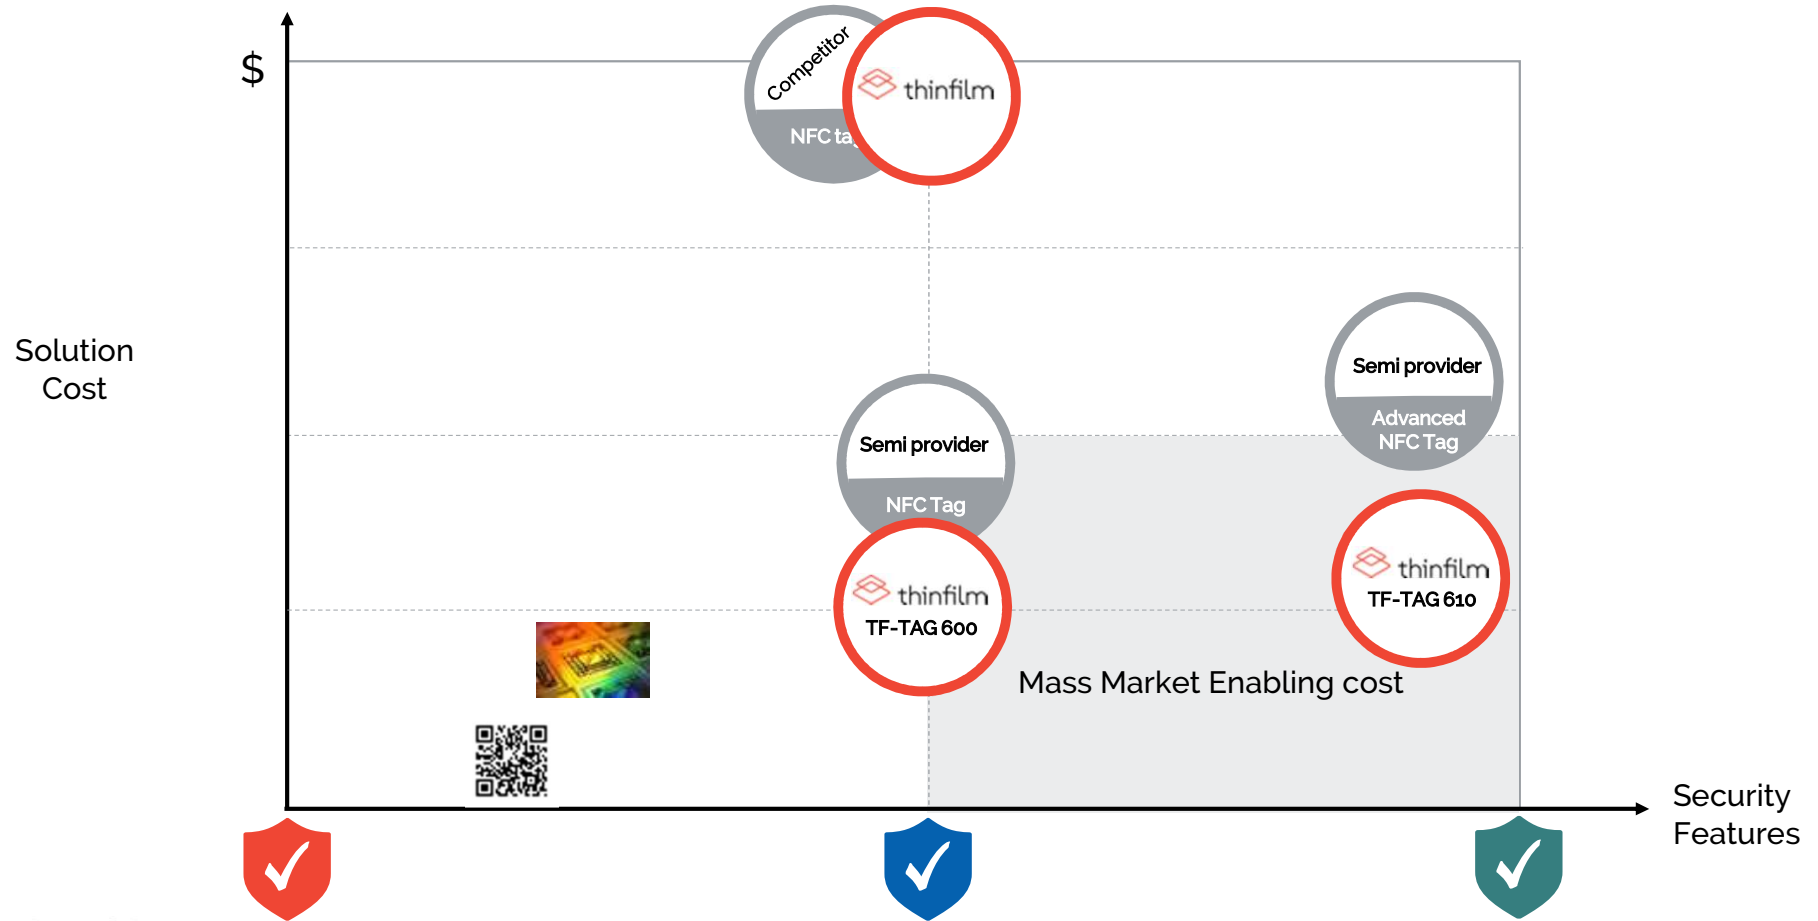 $
Competitor
NFC tag
thinfilm
Solution
Cost
Semi provider
Advanced
NFC Tag
Semi provider
NFC Tag
thinfilm
TF-TAG 600
thinfilm
TF-TAG 610
Mass Market Enabling cost
Security
Features